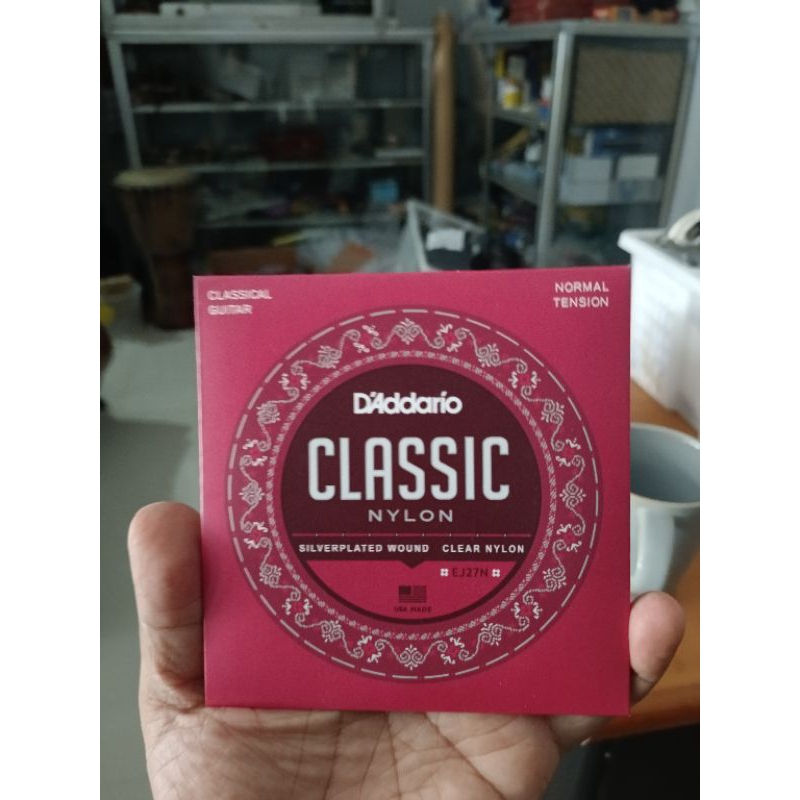 CLASSICAL
GUITAR
NORMAL
TENSION
D'Addario
CLASSIC
NYLON
SILVERPLATED WOUND CLEAR NYLON
EJ27N
USA MADE